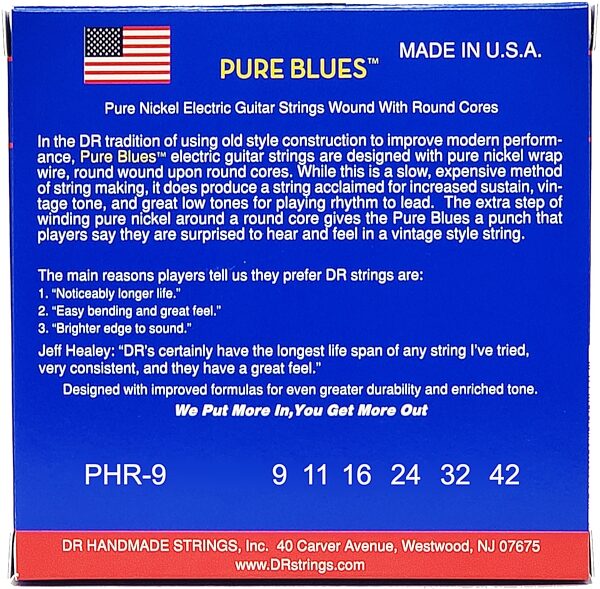 MADE IN U.S.A.
PURE BLUES™
Pure Nickel Electric Guitar Strings Wound With Round Cores
In the DR tradition of using old style construction to improve modern perform-
ance, Pure Blues™ electric guitar strings are designed with pure nickel wrap
wire, round wound upon round cores. While this is a slow, expensive method
of string making, it does produce a string acclaimed for increased sustain, vin-
tage tone, and great low tones for playing rhythm to lead. The extra step of
winding pure nickel around a round core gives the Pure Blues a punch that
players say they are surprised to hear and feel in a vintage style string.
The main reasons players tell us they prefer DR strings are:
1. “Noticeably longer life.”
2. “Easy bending and great feel.”
3. “Brighter edge to sound.”
Jeff Healey: “DR's certainly have the longest life span of any string I've tried,
very consistent, and they have a great feel.”
Designed with improved formulas for even greater durability and enriched tone.
We Put More In,You Get More Out
PHR-9 9 11 16 24 32 42
DR HANDMADE STRINGS, Inc. 40 Carver Avenue, Westwood, NJ 07675
www.DRstrings.com